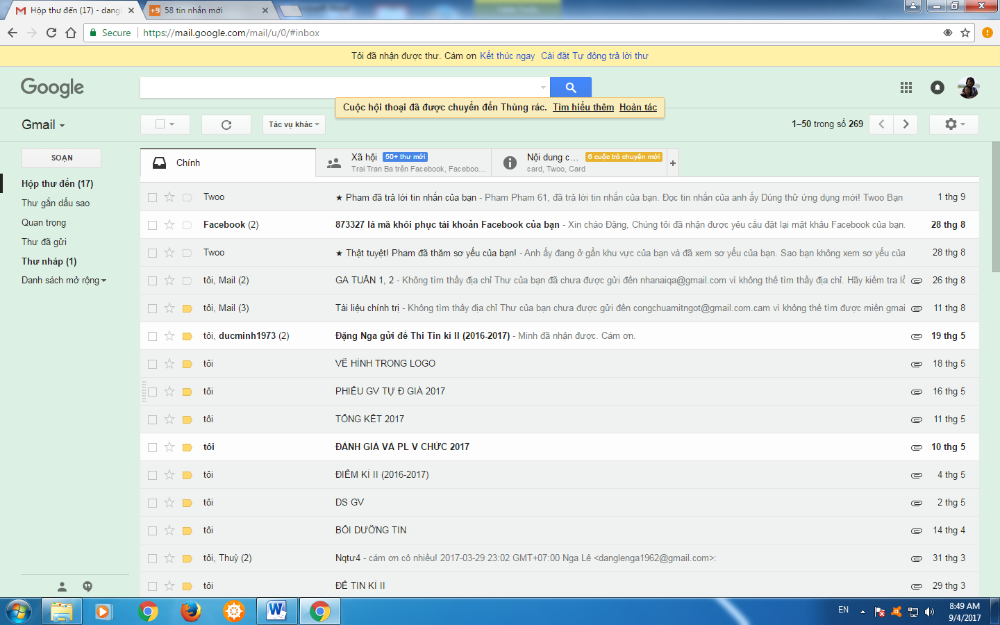 Hộp thư đến (17) - dangl
58 tin nhắn mới
Secure
https://mail.google.com/mail/u/0/#inbox
Tôi đã nhận được thư. Cám ơn Kết thúc ngay Cài đặt Tự động trả lời thư
Google
Cuộc hội thoại đã được chuyển đến Thùng rác. Tìm hiểu thêm Hoàn tác
Gmail
Tác vụ khác
1–50 trong số 269
SOẠN
Hộp thư đến (17)
Thư gắn dấu sao
Quan trọng
Thư đã gửi
Thư nháp (1)
Danh sách mở rộng
Chính
Xã hội 50+ thư mới
Trai Tran Ba trên Facebook, Faceboo...
Nội dung c... 6 cuộc trò chuyện mới
card, Twoo, Card
+
Twoo ★ Pham đã trả lời tin nhắn của bạn - Pham Pham 61, đã trả lời tin nhắn của bạn. Đọc tin nhắn của anh ấy Dùng thử ứng dụng mới! Twoo Bạn 1 thg 9
Facebook (2) 873327 là mã khôi phục tài khoản Facebook của bạn - Xin chào Đặng, Chúng tôi đã nhận được yêu cầu đặt lại mật khẩu Facebook của bạn. 28 thg 8
Twoo ★ Thật tuyệt! Pham đã thăm sơ yếu của bạn! - Anh ấy đang ở gần khu vực của bạn và đã xem sơ yếu của bạn. Sao bạn không xem sơ yếu của 28 thg 8
tôi, Mail (2) GA TUẦN 1, 2 - Không tìm thấy địa chỉ Thư của bạn đã chưa được gửi đến nhanaiqa@gmail.com vì không thể tìm thấy địa chỉ. Hãy kiểm tra lỗ 26 thg 8
tôi, Mail (3) Tài liệu chính trị - Không tìm thấy địa chỉ Thư của bạn chưa được gửi đến congchuamitngot@gmail.com.cam vì không thể tìm được miền gmai 11 thg 8
tôi, ducminh1973 (2) Đặng Nga gửi đề Thi Tin kì II (2016-2017) - Minh đã nhận được. Cám ơn. 19 thg 5
tôi VẼ HÌNH TRONG LOGO 18 thg 5
tôi PHIẾU GV TỰ Đ GIÁ 2017 16 thg 5
tôi TỔNG KẾT 2017 11 thg 5
tôi ĐÁNH GIÁ VÀ PL V CHỨC 2017 10 thg 5
tôi ĐIỂM KÌ II (2016-2017) 4 thg 5
tôi DS GV 2 thg 5
tôi BỒI DƯỠNG TIN 14 thg 4
tôi, Thuỳ (2) Nqtư4 - cám ơn cô nhiều! 2017-03-29 23:02 GMT+07:00 Nga Lê <danglenga1962@gmail.com>: 31 thg 3
tôi ĐỀ TIN KÌ II 29 thg 3
EN
8:49 AM
9/4/2017